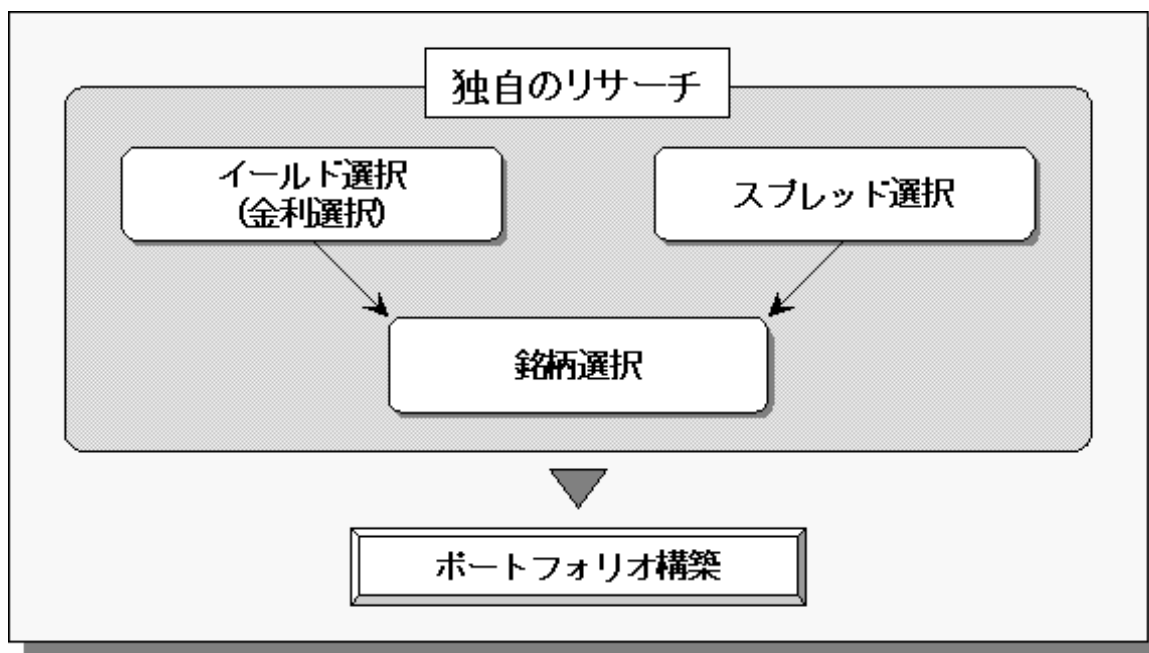 独自のリサーチ
イールド選択
(金利選択)
スプレッド選択
銘柄選択
ポートフォリオ構築